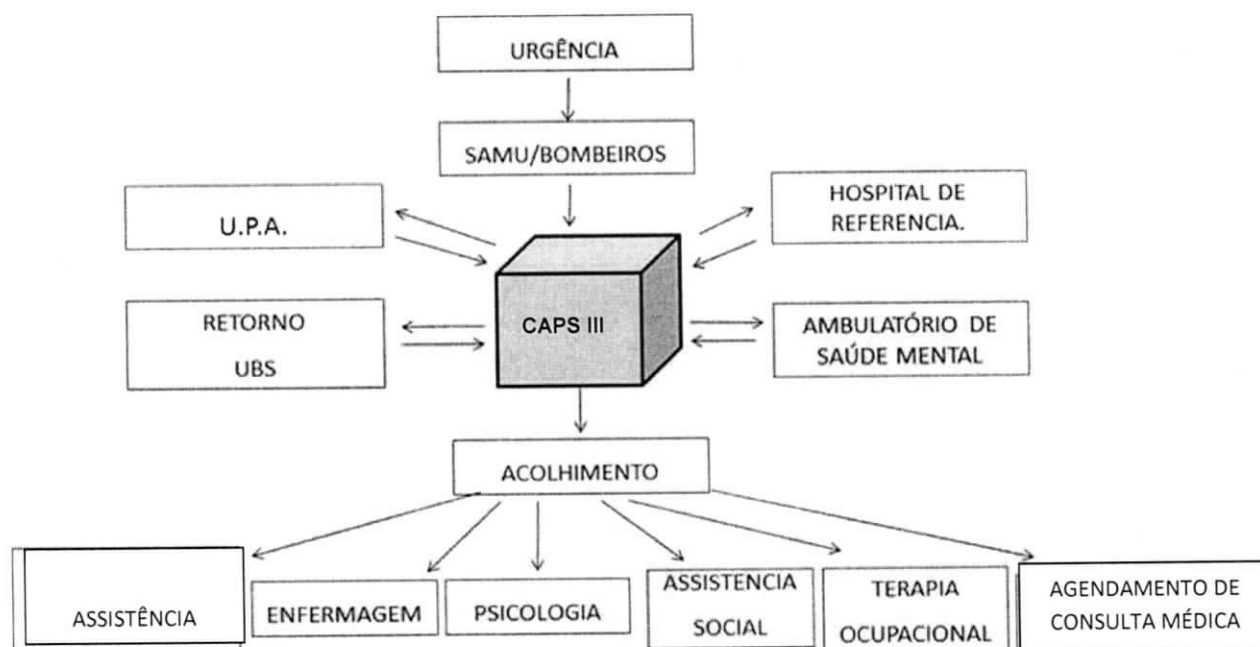 URGÊNCIA
SAMU/BOMBEIROS
U.P.A.
HOSPITAL DE
REFERENCIA.
CAPS III
RETORNO
UBS
AMBULATÓRIO DE
SAÚDE MENTAL
ACOLHIMENTO
ASSISTÊNCIA
ENFERMAGEM
PSICOLOGIA
ASSISTENCIA
SOCIAL
TERAPIA
OCUPACIONAL
AGENDAMENTO DE
CONSULTA MÉDICA